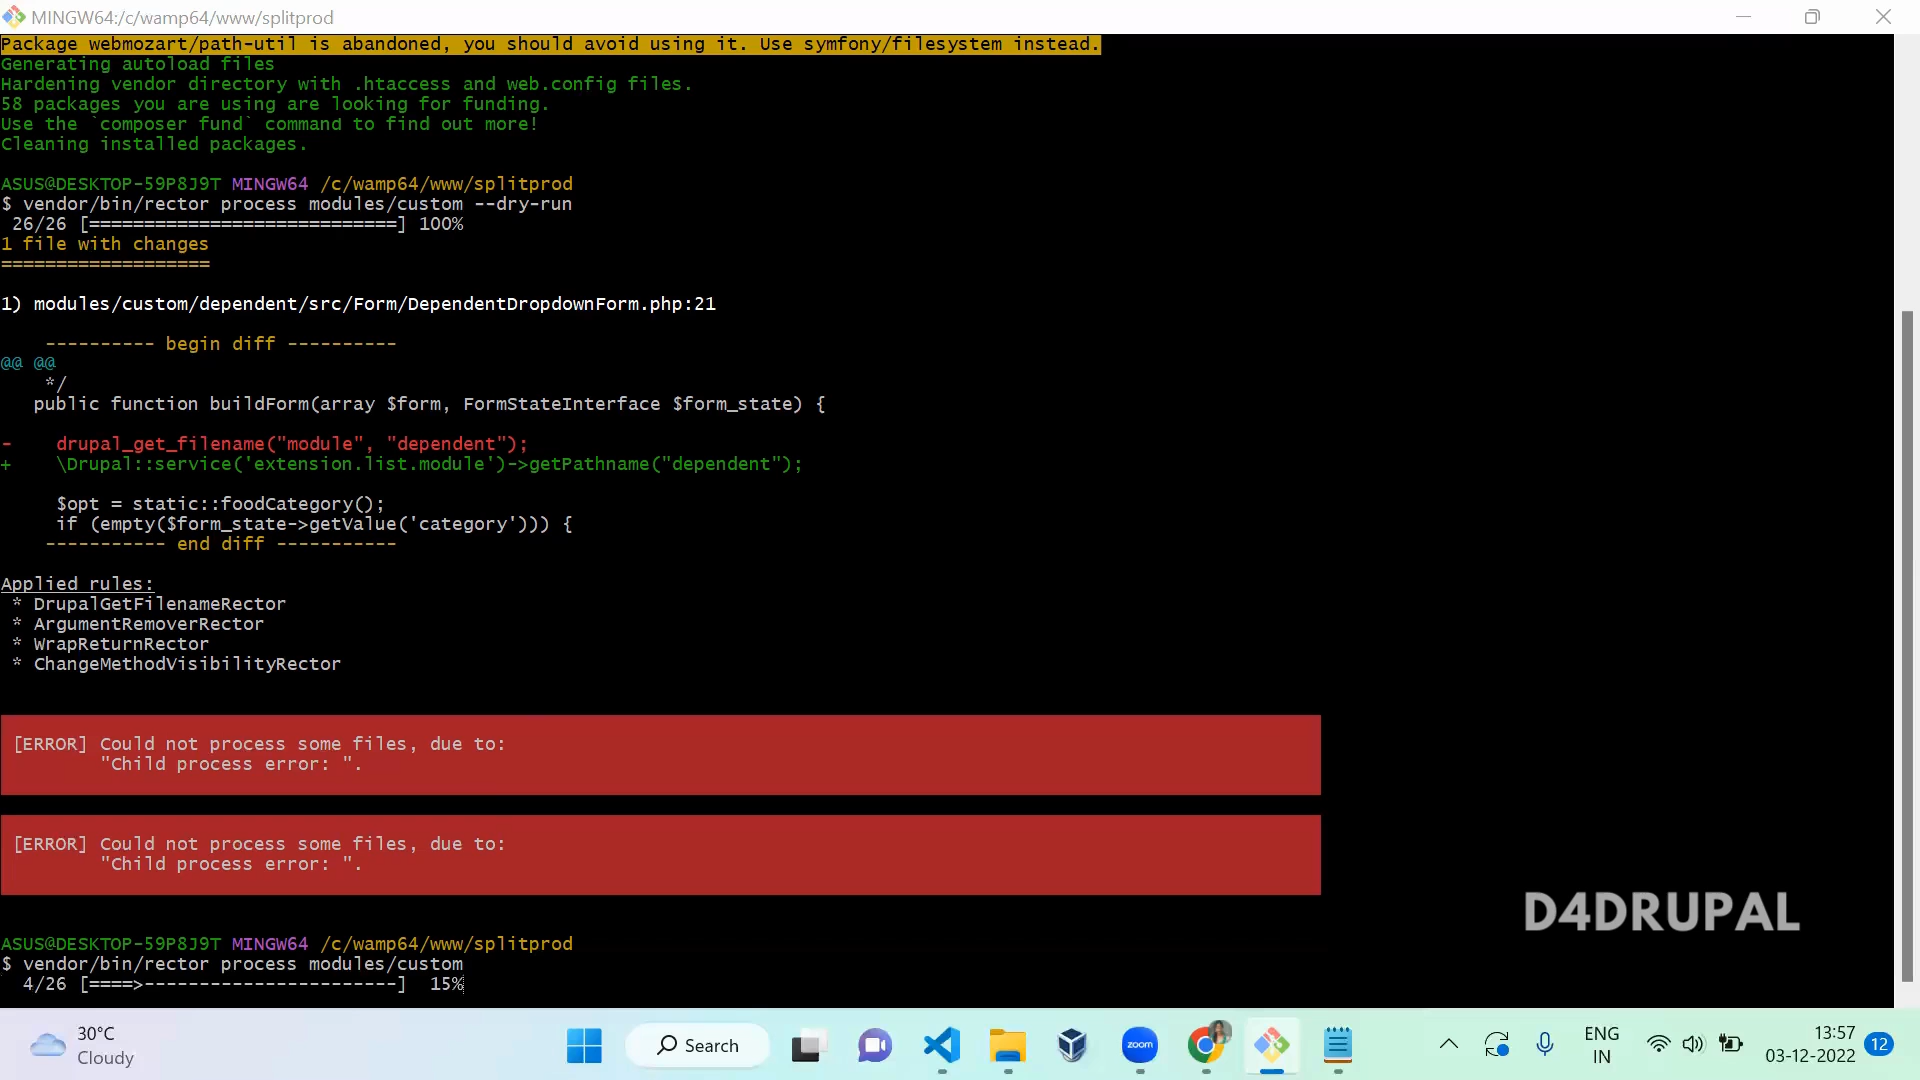 MINGW64:/c/wamp64/www/splitprod
Package webmozart/path-util is abandoned, you should avoid using it. Use symfony/filesystem instead.
Generating autoload files
Hardening vendor directory with .htaccess and web.config files.
58 packages you are using are looking for funding.
Use the `composer fund` command to find out more!
Cleaning installed packages.
ASUS@DESKTOP-59P8J9T MINGW64 /c/wamp64/www/splitprod
$ vendor/bin/rector process modules/custom --dry-run
26/26 [============================] 100%
1 file with changes
===================
1) modules/custom/dependent/src/Form/DependentDropdownForm.php:21
---------- begin diff ----------
@@ @@
*/
public function buildForm(array $form, FormStateInterface $form_state) {
-    drupal_get_filename("module", "dependent");
+    \Drupal::service('extension.list.module')->getPathname("dependent");
$opt = static::foodCategory();
if (empty($form_state->getValue('category'))) {
----------- end diff -----------
Applied rules:
* DrupalGetFilenameRector
* ArgumentRemoverRector
* WrapReturnRector
* ChangeMethodVisibilityRector
[ERROR] Could not process some files, due to:
"Child process error: ".
[ERROR] Could not process some files, due to:
"Child process error: ".
D4DRUPAL
ASUS@DESKTOP-59P8J9T MINGW64 /c/wamp64/www/splitprod
$ vendor/bin/rector process modules/custom
4/26 [====>-----------------------] 15%
30°C
Cloudy
Search
zoom
ENG
IN
13:57
03-12-2022
12